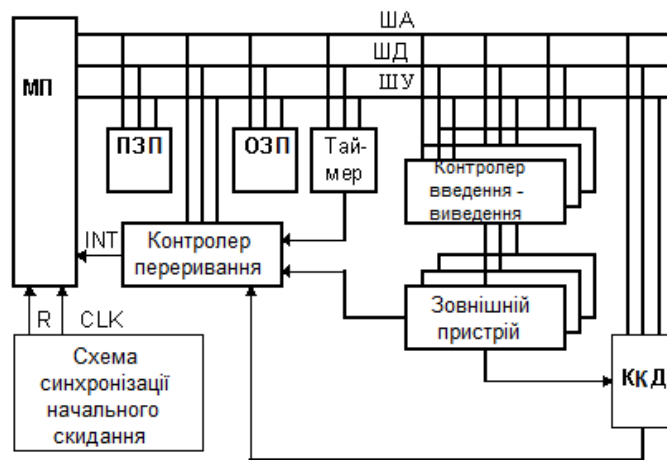 ША
ШД
ШУ
МП
ПЗП
ОЗП
Тай-
мер
Контролер
введення -
виведення
INT
Контролер
переривання
Зовнішній
пристрій
R
CLK
Схема
синхронізації
начального
скидання
ККД